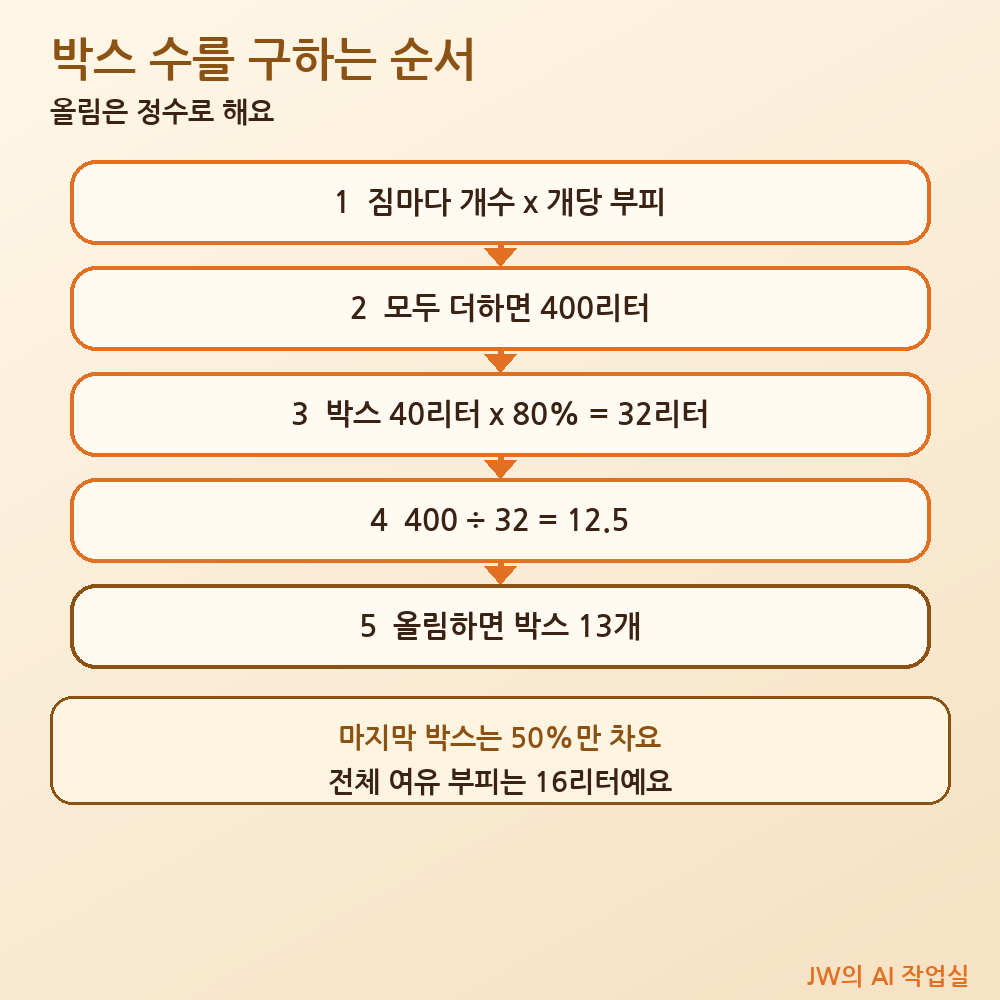 박스 수를 구하는 순서
올림은 정수로 해요
1 짐마다 개수 x 개당 부피
2 모두 더하면 400리터
3 박스 40리터 x 80% = 32리터
4 400 ÷ 32 = 12.5
5 올림하면 박스 13개
마지막 박스는 50%만 차요
전체 여유 부피는 16리터예요
JW의 AI 작업실